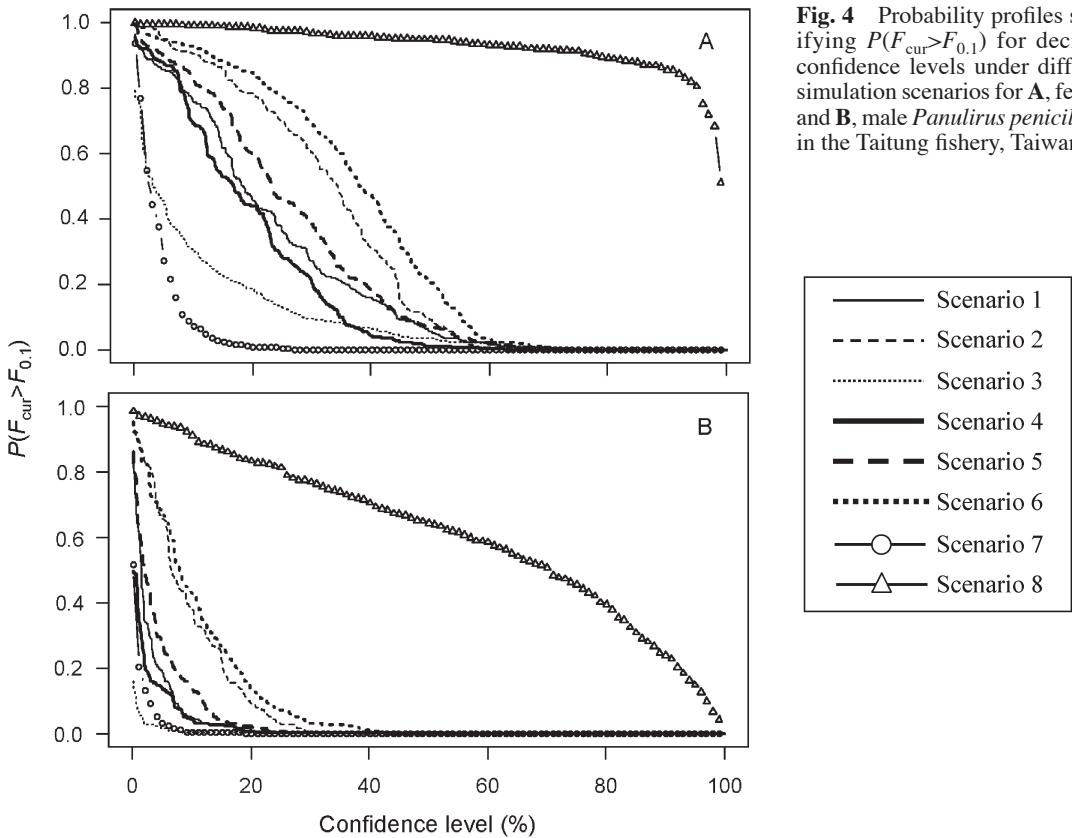 Fig. 4 Probability profiles s
ifying P(Fcur>F0.1) for deci
confidence levels under diff
simulation scenarios for A, fe
and B, male Panulirus penicil
in the Taitung fishery, Taiwan
P(Fcur>F0.1)
A
1.0
0.8
0.6
0.4
0.2
0.0
B
1.0
0.8
0.6
0.4
0.2
0.0
0 20 40 60 80 100
Confidence level (%)
Scenario 1
Scenario 2
Scenario 3
Scenario 4
Scenario 5
Scenario 6
Scenario 7
Scenario 8